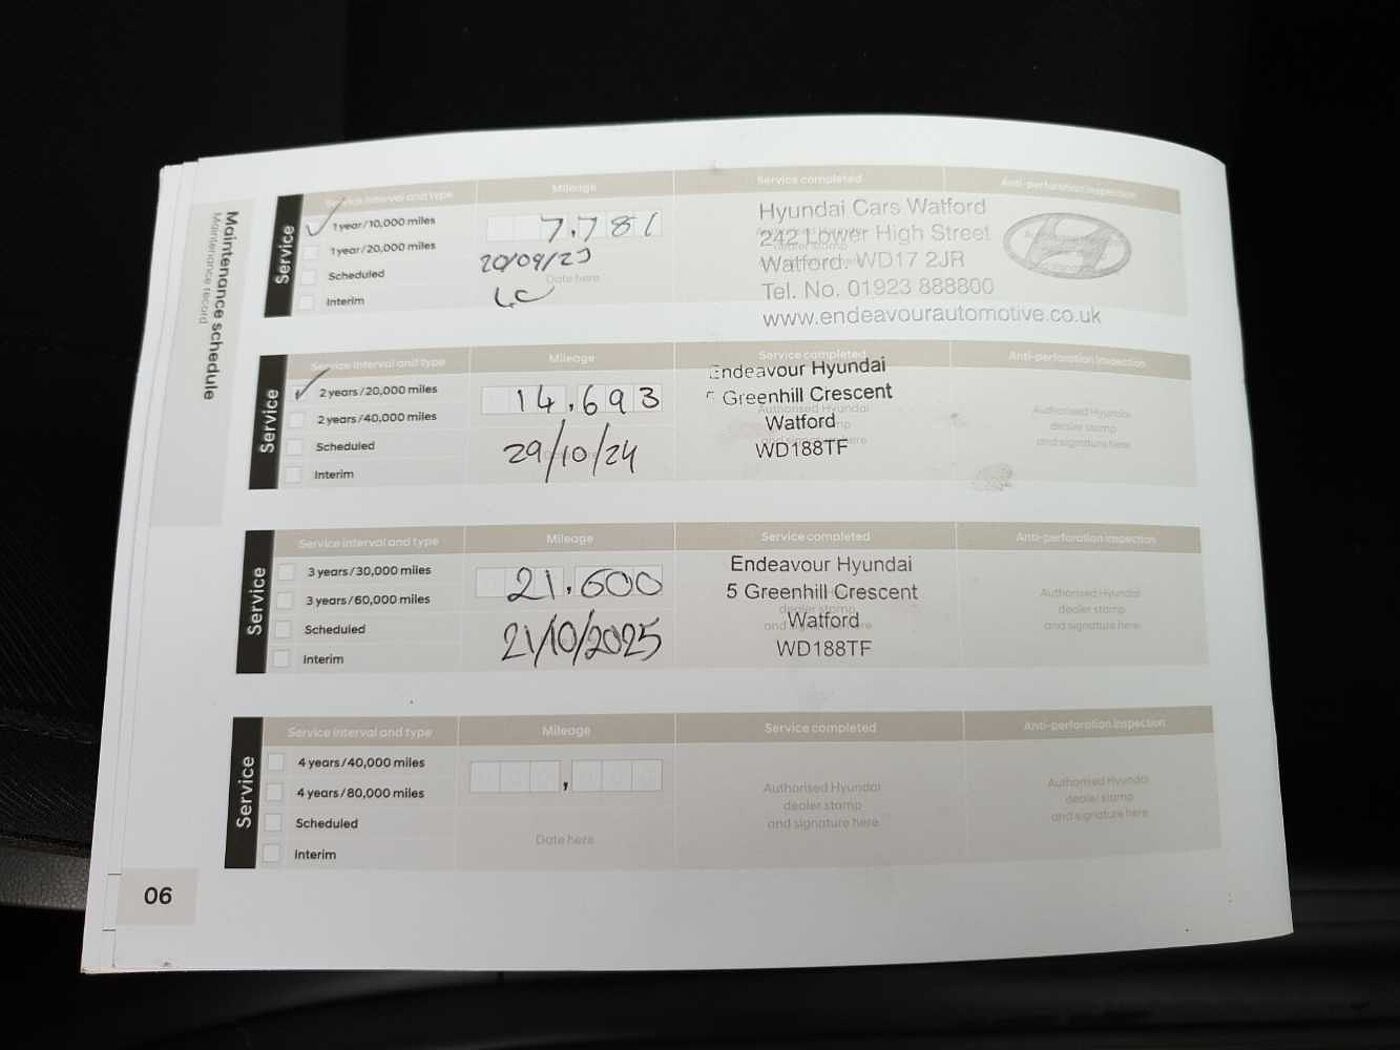 Maintenance schedule
Maintenance record
Service
Service interval and type
Mileage
Service completed
Anti-perforation inspection
✓ 1 year/10,000 miles
1 year/20,000 miles
Scheduled
Interim
7,781
20/09/23
Date here
Hyundai Cars Watford
242 Lower High Street
Watford. WD17 2JR
Tel. No. 01923 888800
www.endeavourautomotive.co.uk
Service
Service interval and type
Mileage
Service completed
Anti-perforation inspection
✓ 2 years/20,000 miles
2 years/40,000 miles
Scheduled
Interim
14,693
29/10/24
Endeavour Hyundai
Greenhill Crescent
Watford
WD188TF
Authorised Hyundai
dealer stamp
and signature here
Service
Service interval and type
Mileage
Service completed
Anti-perforation inspection
3 years/30,000 miles
3 years/60,000 miles
Scheduled
Interim
21,600
21/10/2025
Endeavour Hyundai
5 Greenhill Crescent
Watford
WD188TF
Authorised Hyundai
dealer stamp
and signature here
Service
Service interval and type
Mileage
Service completed
Anti-perforation inspection
4 years/40,000 miles
4 years/80,000 miles
Scheduled
Interim
,
Date here
Authorised Hyundai
dealer stamp
and signature here
Authorised Hyundai
dealer stamp
and signature here
06